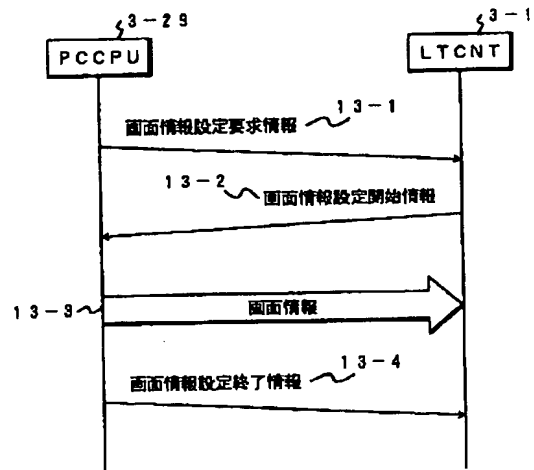 3-29
3-1
PCCPU
LTCNT
13-1
画面情報設定要求情報
13-2
画面情報設定開始情報
13-3
画面情報
13-4
画面情報設定終了情報